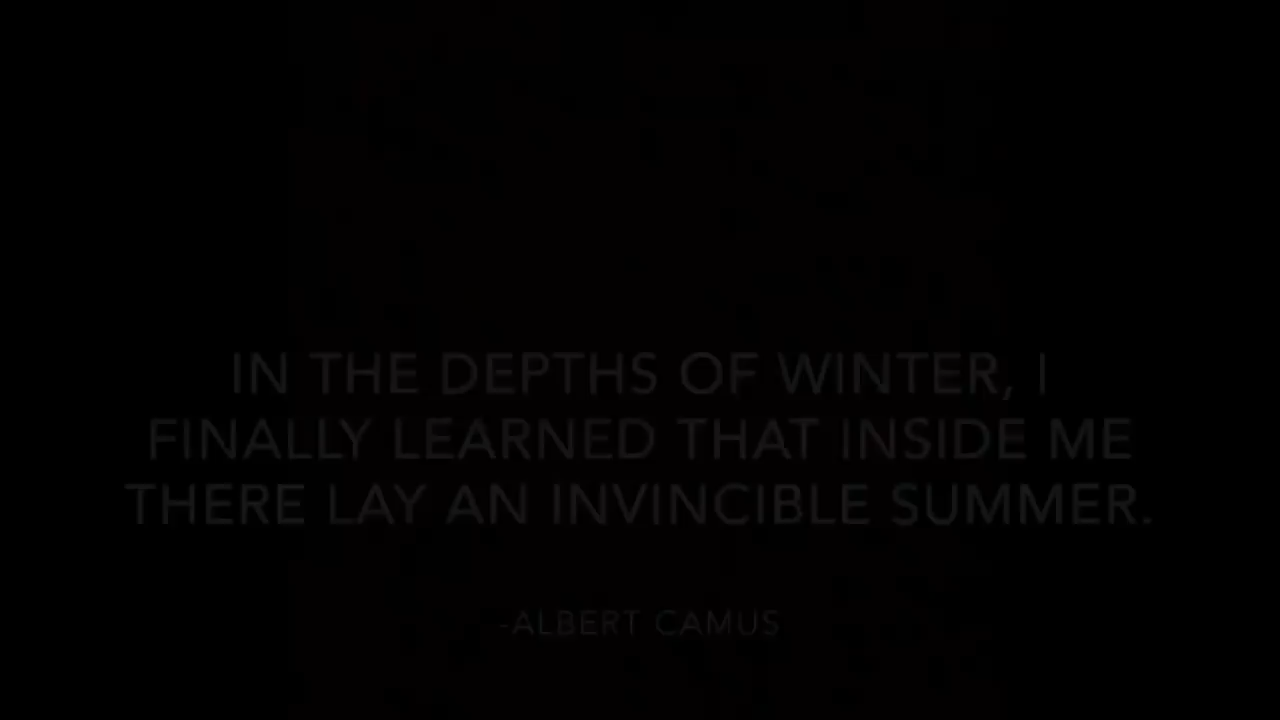 IN THE DEPTHS OF WINTER, I
FINALLY LEARNED THAT INSIDE ME
THERE LAY AN INVINCIBLE SUMMER.
-ALBERT CAMUS